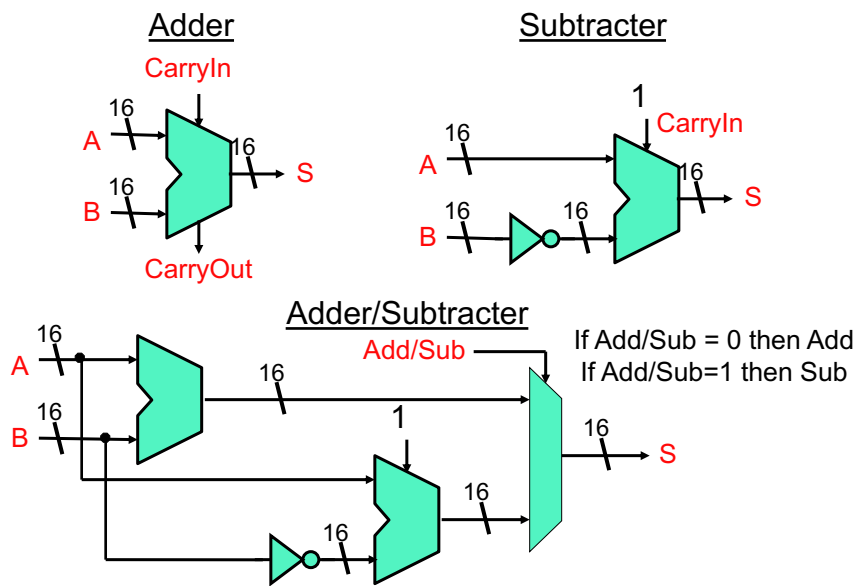 Adder
CarryIn
16
A
16
S
16
B
CarryOut
Subtracter
1
CarryIn
16
A
16
S
16
B
16
Adder/Subtracter
16
A
Add/Sub
If Add/Sub = 0 then Add
If Add/Sub=1 then Sub
16
16
B
1
16
S
16
16